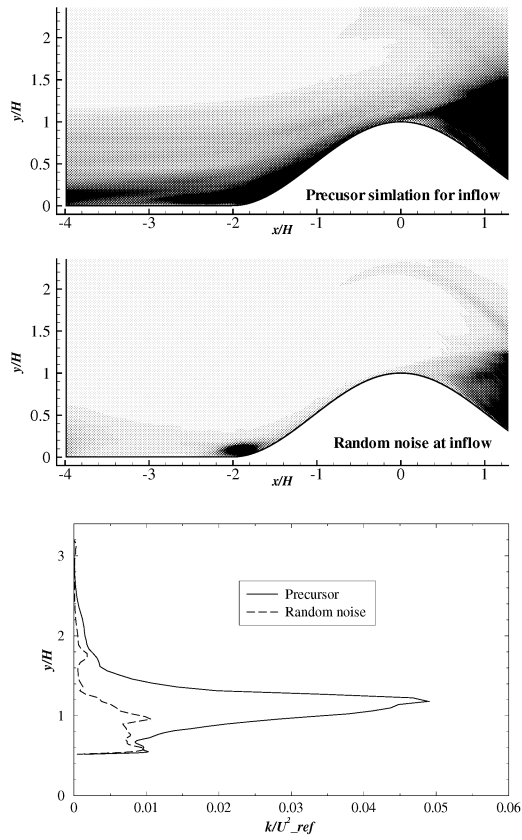 y/H
2
1.5
1
0.5
0
Precusor simlation for inflow
-4 -3 -2 -1 0 1
x/H
y/H
2
1.5
1
0.5
0
Random noise at inflow
-4 -3 -2 -1 0 1
x/H
y/H
3
2
1
0
Precursor
Random noise
0 0.01 0.02 0.03 0.04 0.05 0.06
k/U²_ref